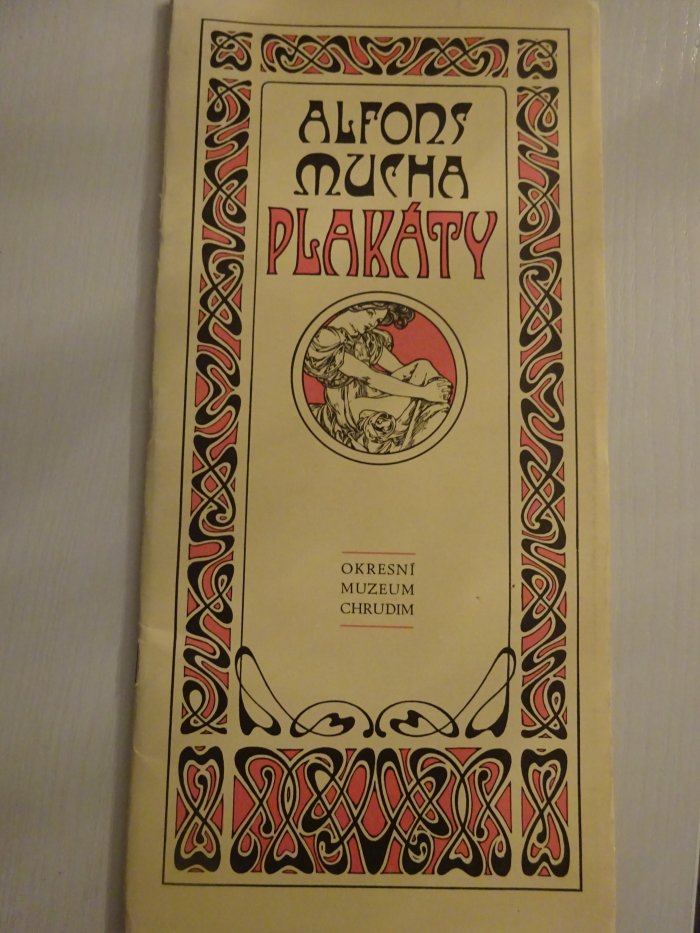 ALFONS
MUCHA
PLAKÁTY
OKRESNÍ
MUZEUM
CHRUDIM